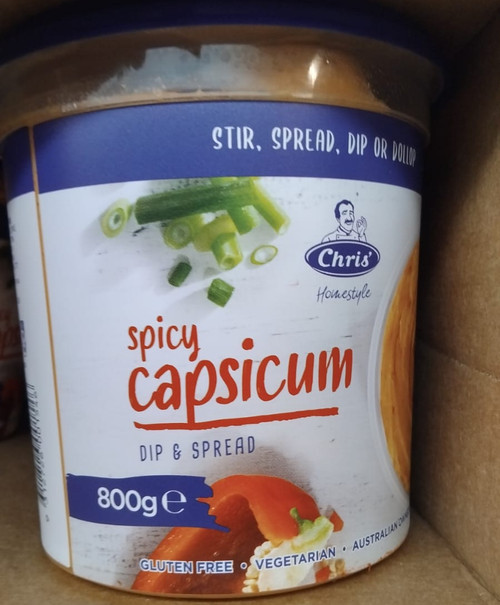 STIR, SPREAD, DIP OR DOLLOP
Chris'
Homestyle
spicy
capsicum
DIP & SPREAD
800g e
GLUTEN FREE • VEGETARIAN • AUSTRALIAN